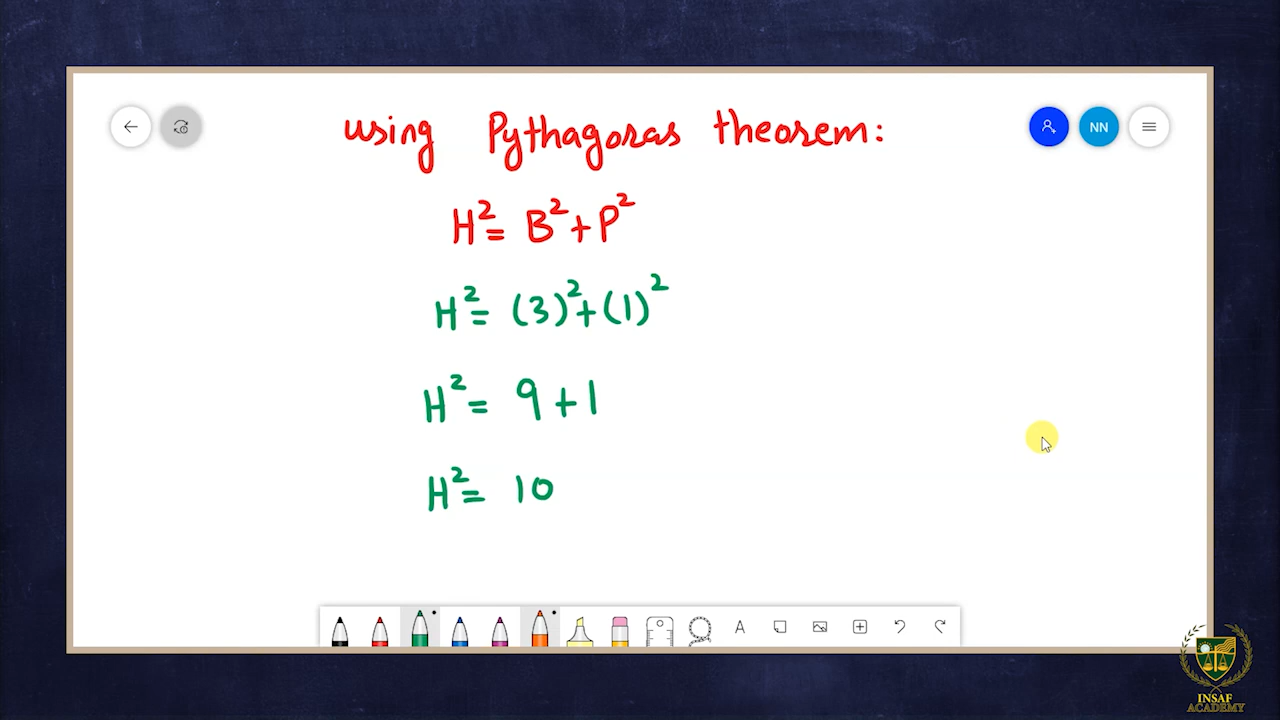 using Pythagoras theorem:
NN
H² = B² + P²
H² = (3)² + (1)²
H² = 9 + 1
H² = 10
A
INSAF
ACADEMY